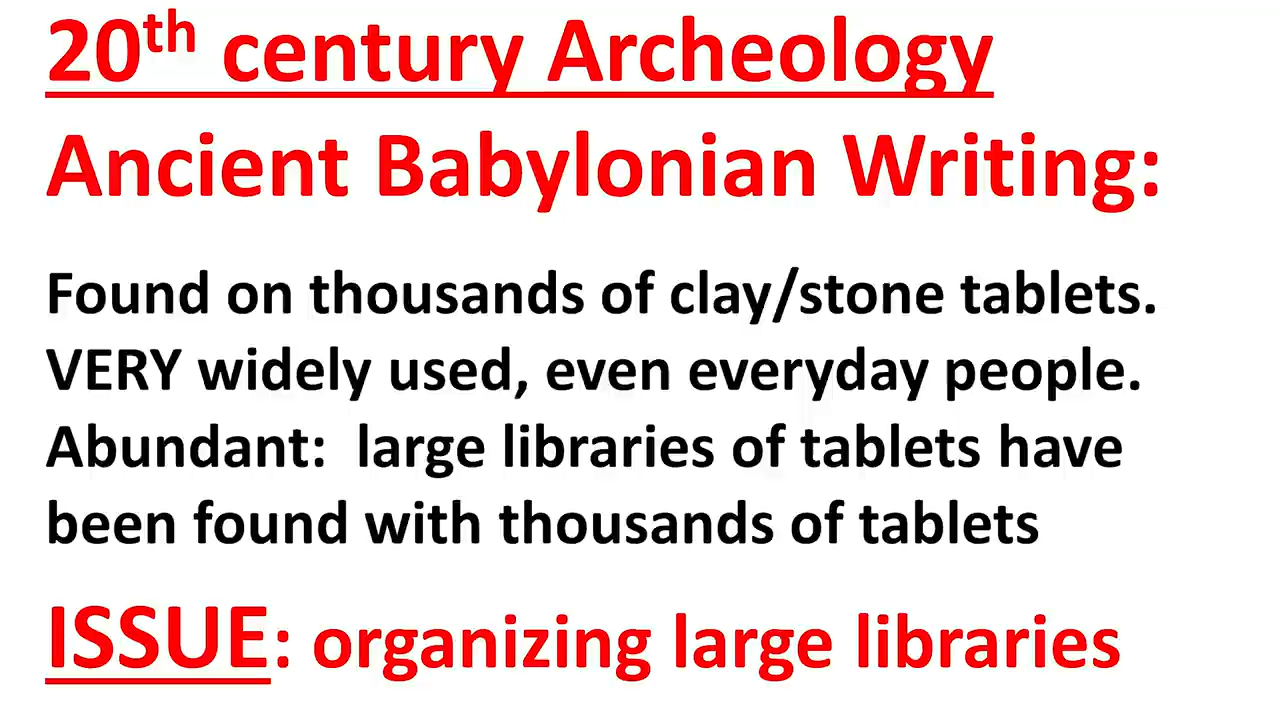 20th century Archeology
Ancient Babylonian Writing:
Found on thousands of clay/stone tablets.
VERY widely used, even everyday people.
Abundant:  large libraries of tablets have
been found with thousands of tablets
ISSUE: organizing large libraries